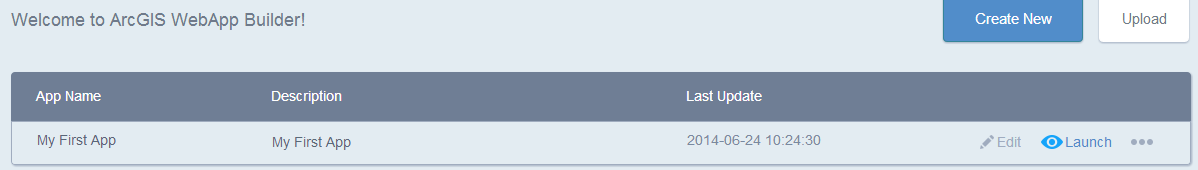 Welcome to ArcGIS WebApp Builder! Create New Upload
App Name Description Last Update
My First App My First App 2014-06-24 10:24:30 Edit Launch